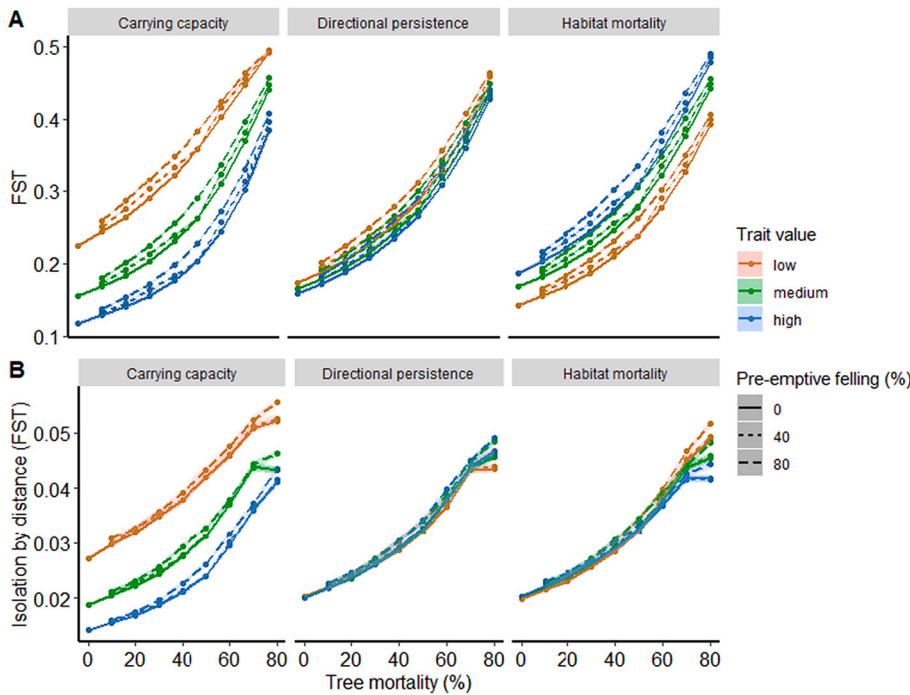 A
Carrying capacity
Directional persistence
Habitat mortality
FST
0.5
0.4
0.3
0.2
0.1
Trait value
low
medium
high
B
Carrying capacity
Directional persistence
Habitat mortality
Isolation by distance (FST)
0.05
0.04
0.03
0.02
Pre-emptive felling (%)
0
40
80
0 20 40 60 80 0 20 40 60 80 0 20 40 60 80
Tree mortality (%)